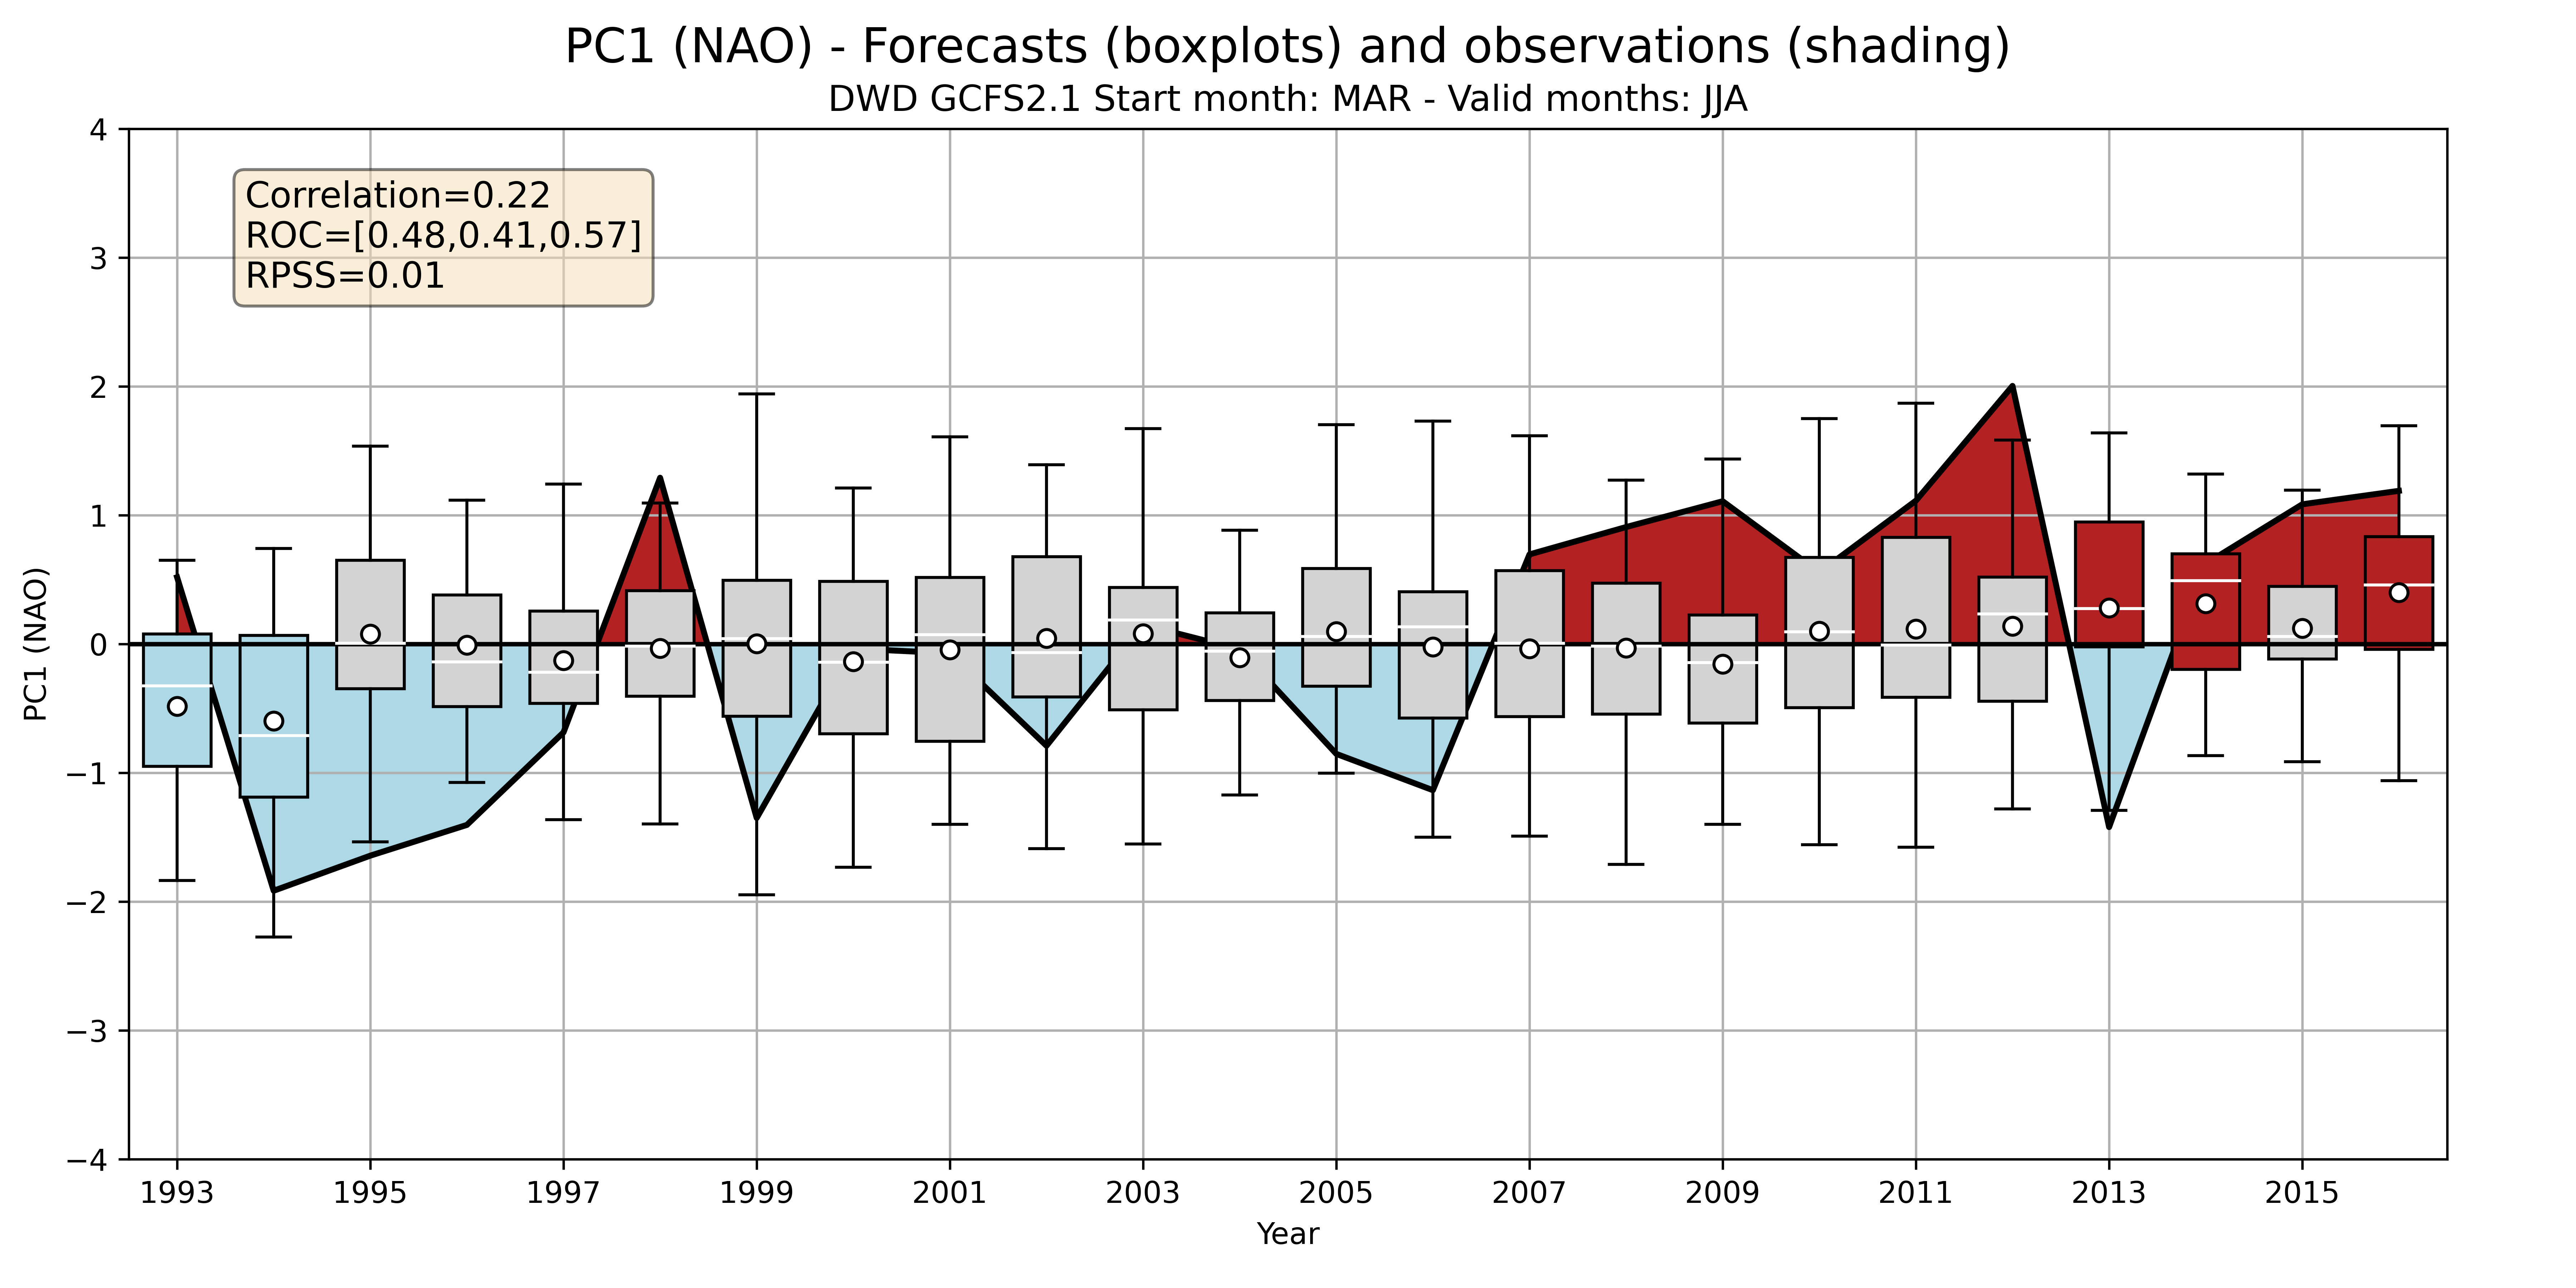 PC1 (NAO) - Forecasts (boxplots) and observations (shading)
DWD GCFS2.1 Start month: MAR - Valid months: JJA
Correlation=0.22
ROC=[0.48,0.41,0.57]
RPSS=0.01
4
3
2
1
0
−1
−2
−3
−4
PC1 (NAO)
1993 1995 1997 1999 2001 2003 2005 2007 2009 2011 2013 2015
Year